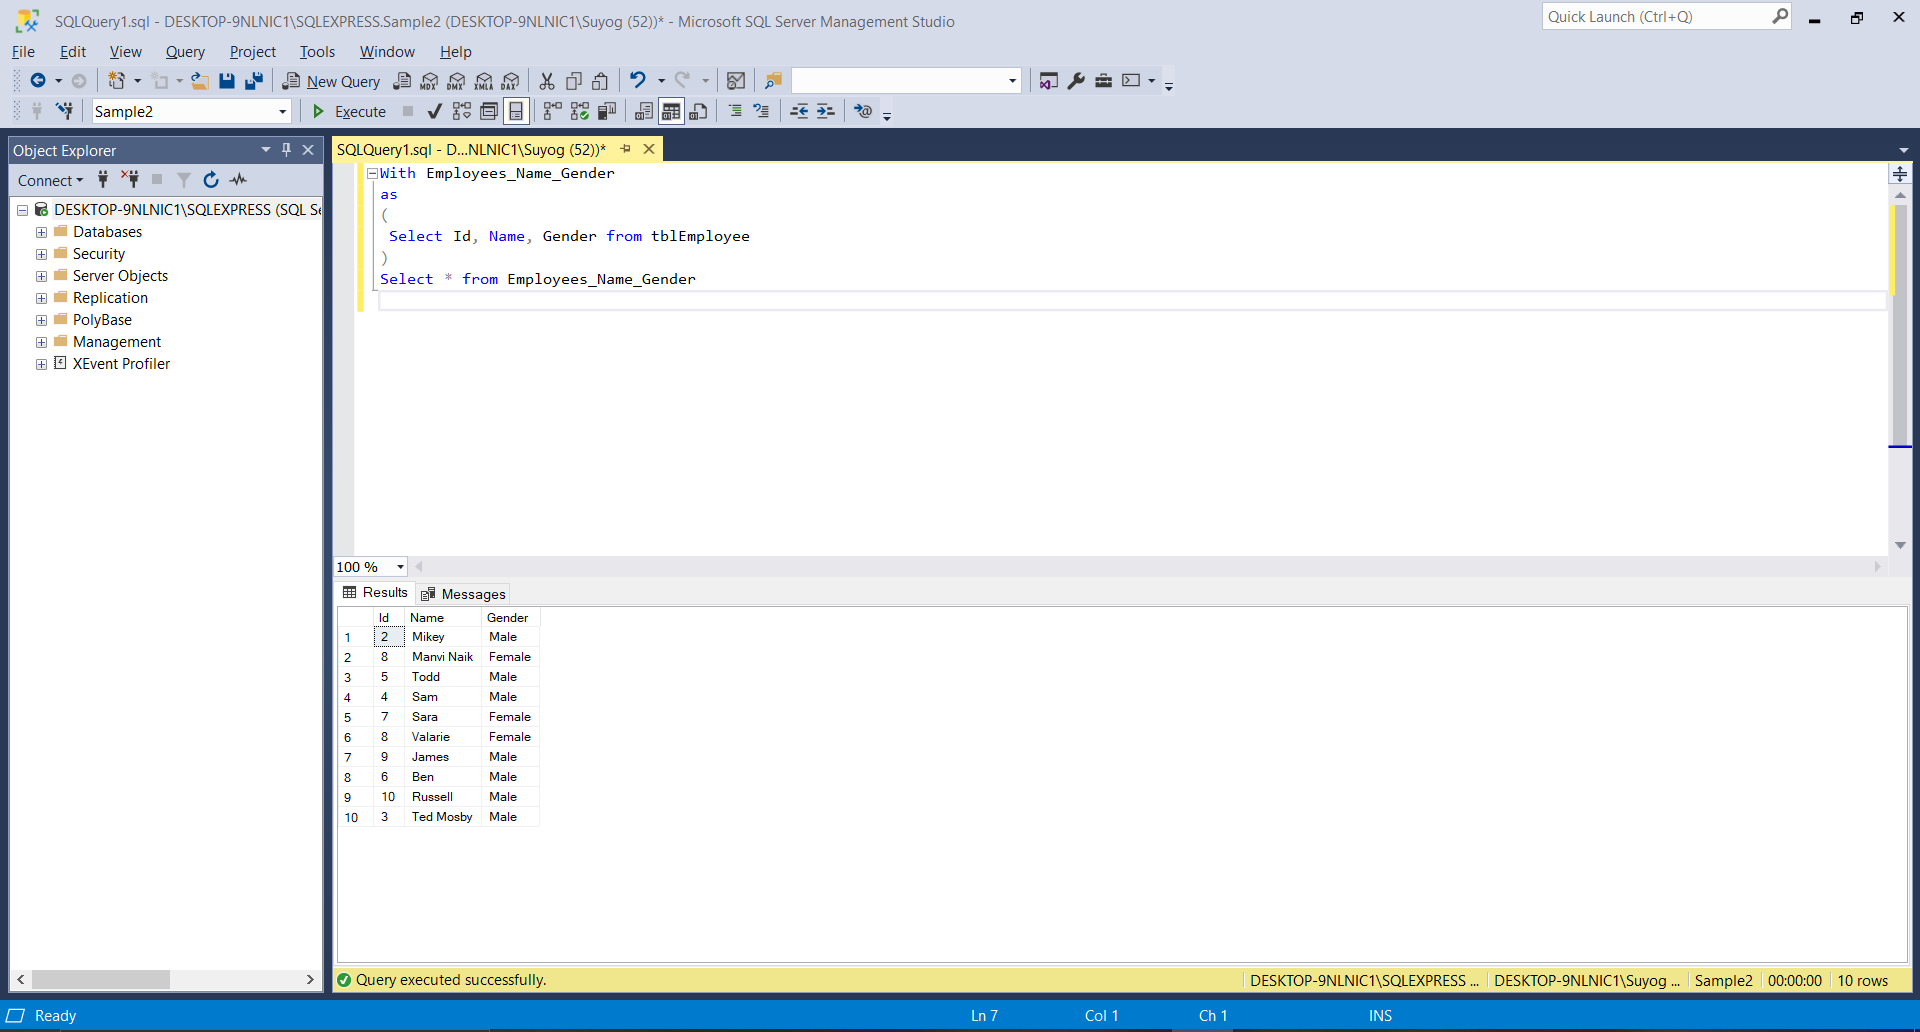 SQLQuery1.sql - DESKTOP-9NLNIC1\SQLEXPRESS.Sample2 (DESKTOP-9NLNIC1\Suyog (52))* - Microsoft SQL Server Management Studio
Quick Launch (Ctrl+Q)
File Edit View Query Project Tools Window Help
New Query MDX DMX XMLA DAX
Sample2 Execute
Object Explorer
SQLQuery1.sql - D...NLNIC1\Suyog (52))*
Connect
DESKTOP-9NLNIC1\SQLEXPRESS (SQL Se
Databases
Security
Server Objects
Replication
PolyBase
Management
XEvent Profiler
With Employees_Name_Gender
as
(
Select Id, Name, Gender from tblEmployee
)
Select * from Employees_Name_Gender
100 %
Results Messages
Id Name Gender
1 2 Mikey Male
2 8 Manvi Naik Female
3 5 Todd Male
4 4 Sam Male
5 7 Sara Female
6 8 Valarie Female
7 9 James Male
8 6 Ben Male
9 10 Russell Male
10 3 Ted Mosby Male
Query executed successfully. DESKTOP-9NLNIC1\SQLEXPRESS ... DESKTOP-9NLNIC1\Suyog ... Sample2 00:00:00 10 rows
Ready Ln 7 Col 1 Ch 1 INS